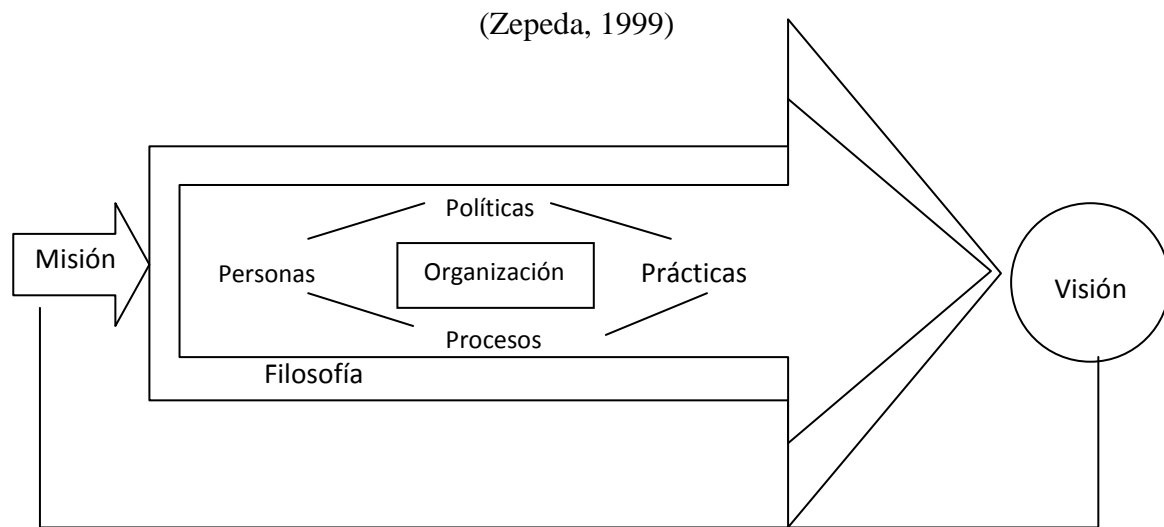 (Zepeda, 1999)
Políticas
Misión
Personas
Organización
Prácticas
Visión
Procesos
Filosofía